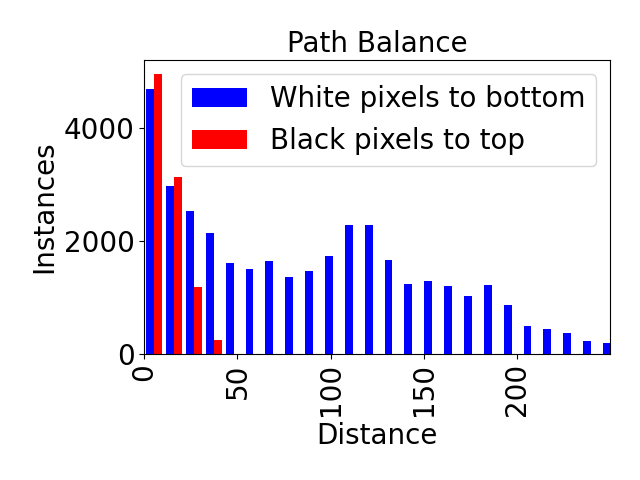 Path Balance
White pixels to bottom
Black pixels to top
Instances
4000
2000
0
0
50
100
150
200
Distance